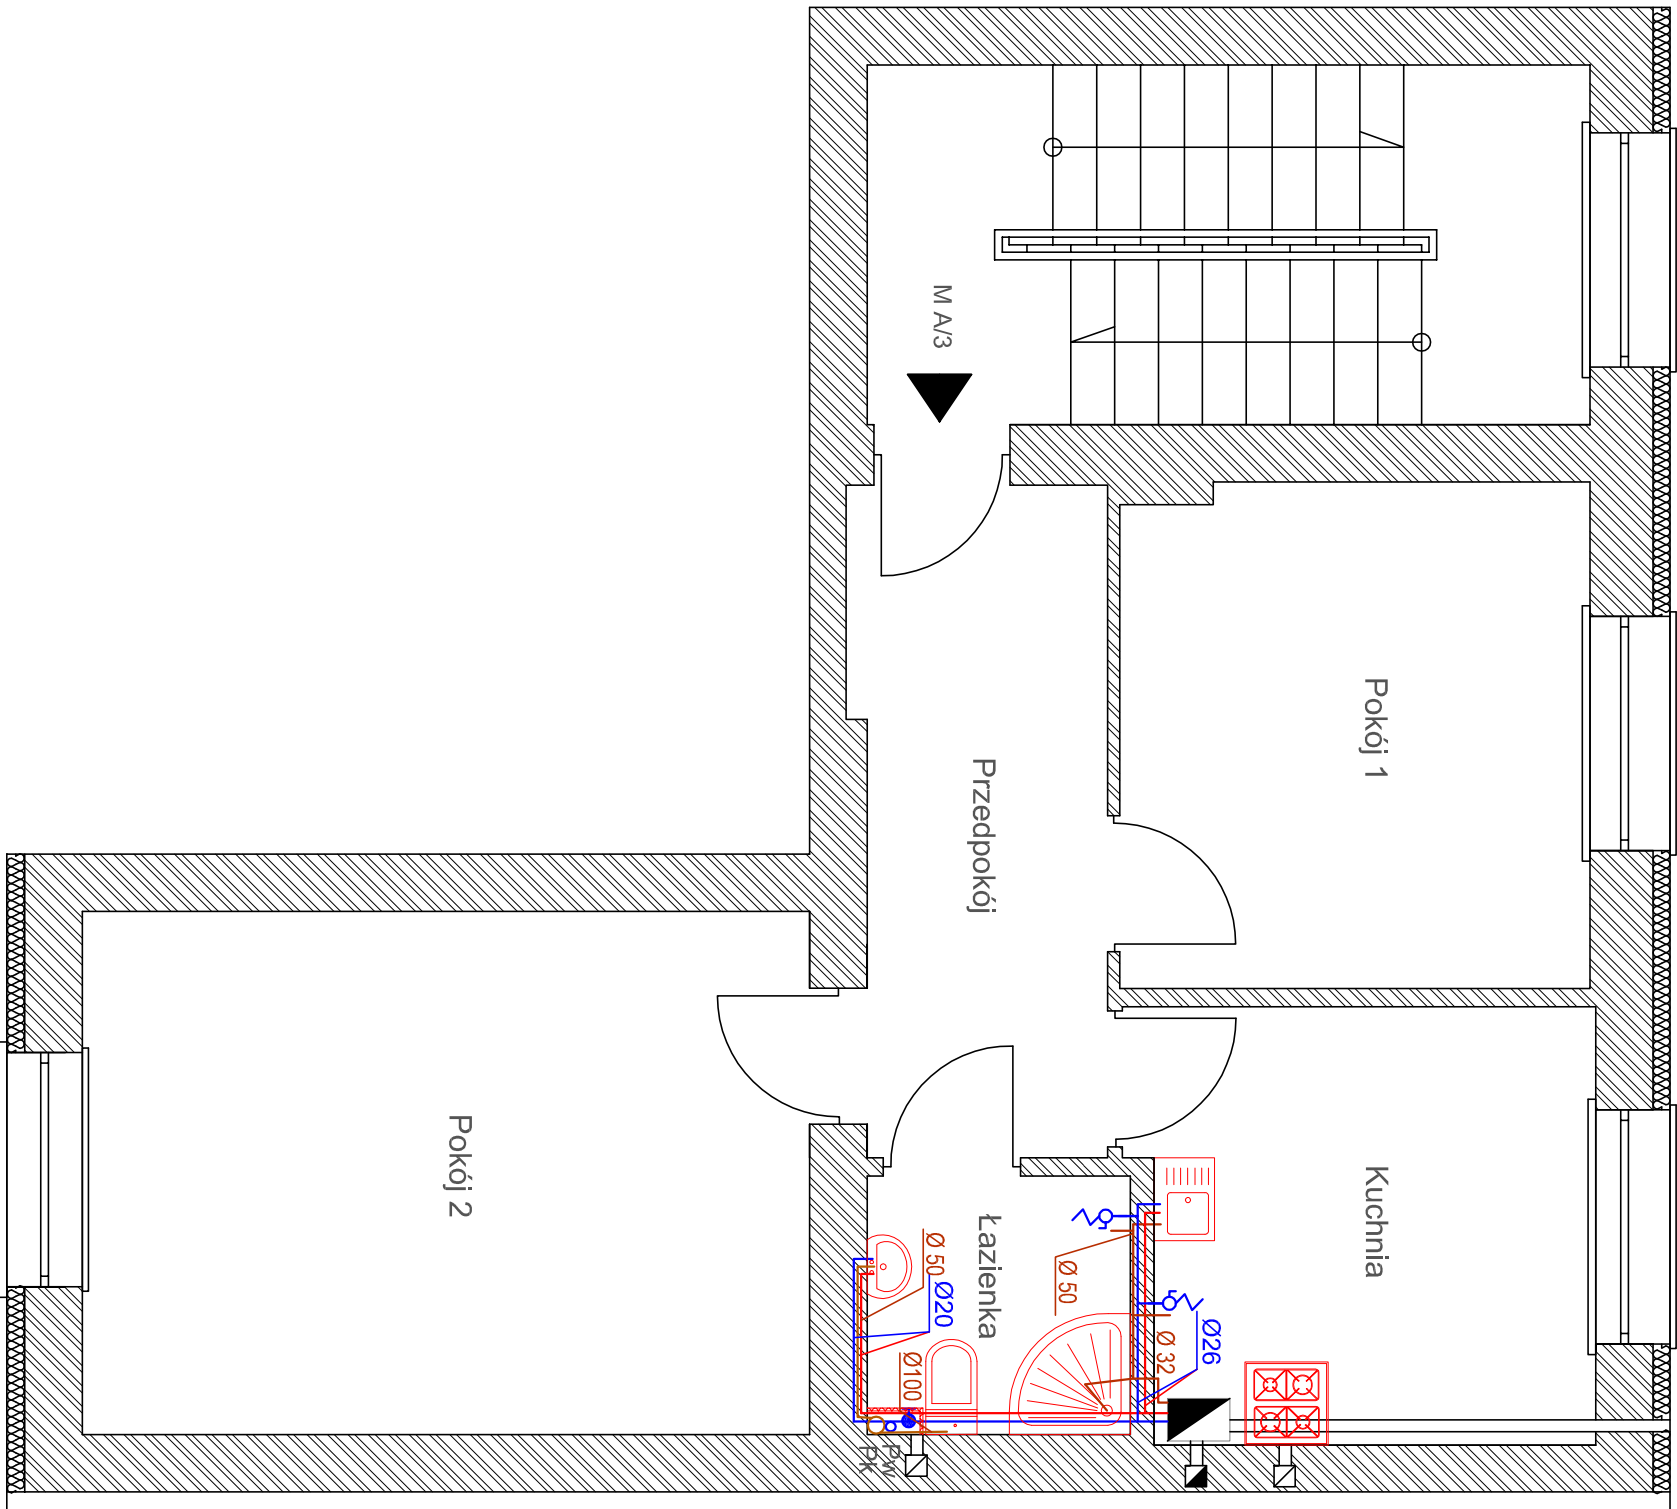 M A/3
Pokój 1
Przedpokój
Pokój 2
Kuchnia
Łazienka
Ø 50
Ø20
Ø100
Ø 50
Ø 32
Ø26
Pw
Pk